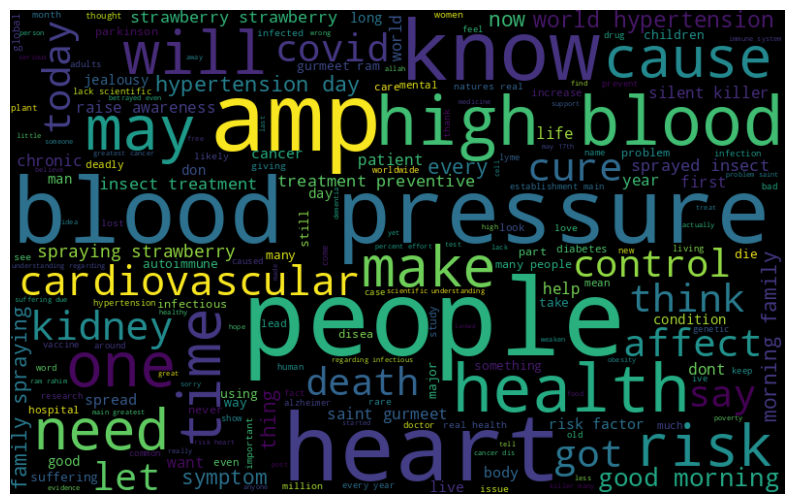 global
month
thought
strawberry strawberry
infected
long
world
now
world hypertension
women
feel
drug
immune system
person
wrong
parkinson
will
covid
know
cause
children
away
adults
gurmeet ram
allah
serious
lack scientific
jealousy
hypertension day
care
mental
natures real
increase
prevent
silent killer
today
plant
betrayed even
raise awareness
amp
high blood
find
little
may
last
medicine
support
life
someone
free
thank
may 17th
deadly
greatest cancer
likely
cancer
worldwide
name
problem
infection
chronic
giving
patient
every
lyme
cure
sprayed insect
believe
don
cell
establishment main
problem saint
man
insect treatment
treatment preventive
year
first
bad
day
dementia
blood pressure
idea
lost
still
look
love
treat
yet
actually
see
spraying strawberry
high
percent effort
test
lack
new
living
die
many
make
part
diabetes
control
understanding regarding
caused
come
autoimmune
many people
cardiovascular
case
scientific understanding
help
mean
think
suffering due
hypertension
infectious
take
condition
healthy
people
kidney
vaccine
hope
lead
disea
study
weaken
genetic
affect
family spraying
morning family
human
regarding infectious
obesity
word
great
ram rahim
around
sorry
death
major
something
dont
keep
one
time
using
alzheimer
rare
health
say
research
spread
way
fact
hospital
never
thing
saint gurmeet
main greatest
show
important
started
doctor
real health
risk factor
much
poverty
need
common
want
heart
old
tell
got
risk
good
really
risk heart
even
post
body
cancer dis
suffering
let
symptom
million
live
issue
less
good morning
evidence
anyone
every year
killer many